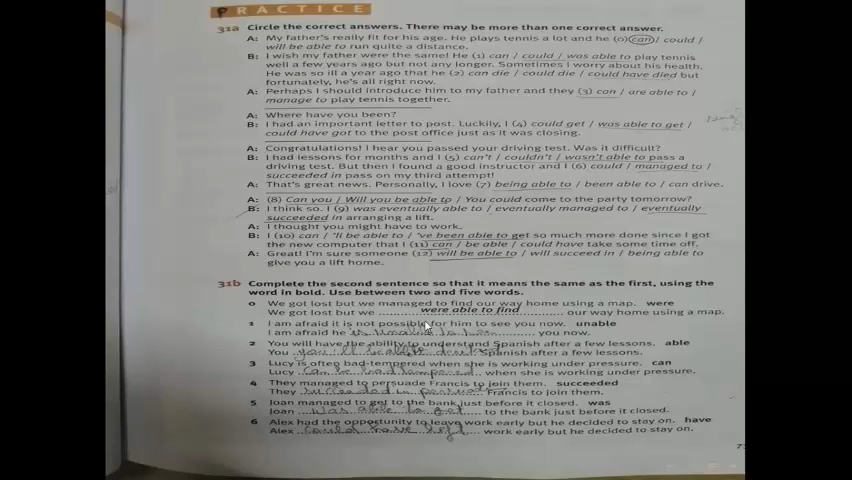 PRACTICE
31a Circle the correct answers. There may be more than one correct answer.
A: My father's really fit for his age. He plays tennis a lot and he (0) can / could /
will be able to run quite a distance.
B: I wish my father were the same! He (1) can / could / was able to play tennis
well a few years ago but not any longer. Sometimes I worry about his health.
He was so ill a year ago that he (2) can die / could die / could have died but
fortunately, he's all right now.
A: Perhaps I should introduce him to my father and they (3) can / are able to /
manage to play tennis together.
A: Where have you been?
B: I had an important letter to post. Luckily, I (4) could get / was able to get /
could have got to the post office just as it was closing.
A: Congratulations! I hear you passed your driving test. Was it difficult?
B: I had lessons for months and I (5) can't / couldn't / wasn't able to pass a
driving test. But then I found a good instructor and I (6) could / managed to /
succeeded in pass on my third attempt!
A: That's great news. Personally, I love (7) being able to / been able to / can drive.
A: (8) Can you / Will you be able to / You could come to the party tomorrow?
B: I think so. I (9) was eventually able to / eventually managed to / eventually
succeeded in arranging a lift.
A: I thought you might have to work.
B: I (10) can / 'll be able to / 've been able to get so much more done since I got
the new computer that I (11) can / be able / could have take some time off.
A: Great! I'm sure someone (12) will be able to / will succeed in / being able to
give you a lift home.
31b Complete the second sentence so that it means the same as the first, using the
word in bold. Use between two and five words.
0 We got lost but we managed to find our way home using a map. were
We got lost but we were able to find our way home using a map.
1 I am afraid it is not possible for him to see you now. unable
I am afraid he is unable to you now.
2 You will have the ability to understand Spanish after a few lessons. able
You you'll be able to Spanish after a few lessons.
3 Lucy is often bad-tempered when she is working under pressure. can
Lucy can be bad tempered when she is working under pressure.
4 They managed to persuade Francis to join them. succeeded
They succeeded in Francis to join them.
5 Joan managed to get to the bank just before it closed. was
Joan was able to get to the bank just before it closed.
6 Alex had the opportunity to leave work early but he decided to stay on. have
Alex could have left work early but he decided to stay on.